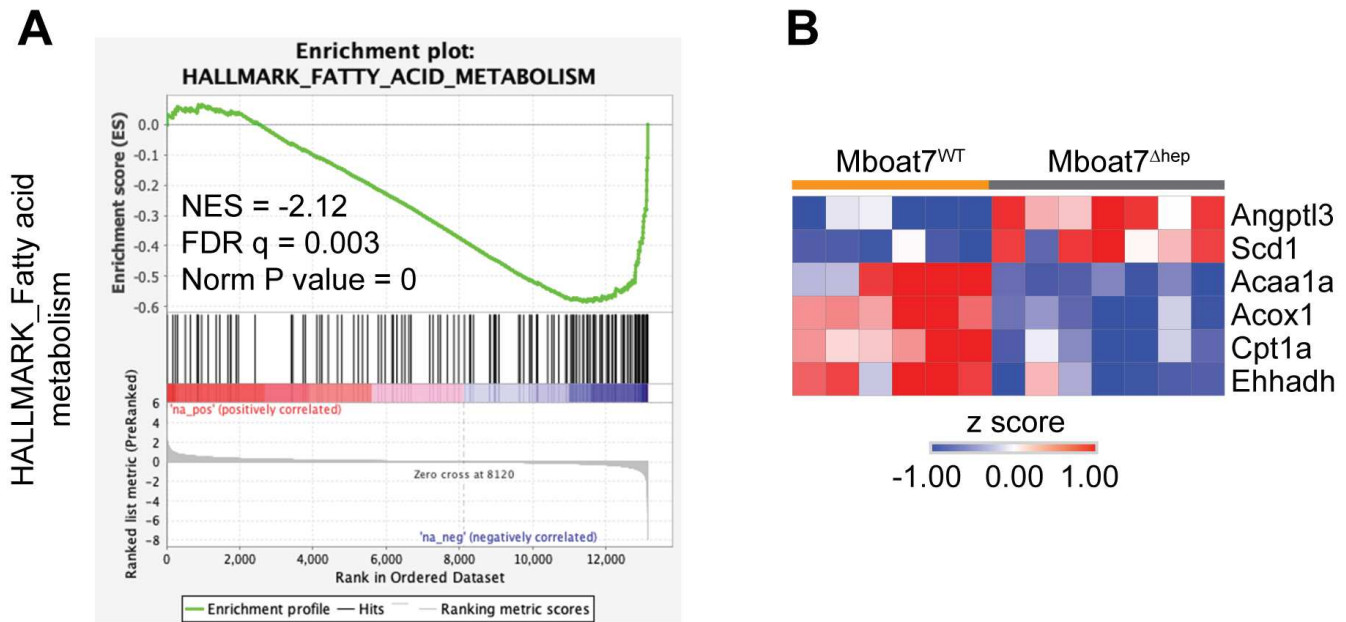 A
HALLMARK_Fatty acid
metabolism
Enrichment plot:
HALLMARK_FATTY_ACID_METABOLISM
Enrichment score (ES)
0.0
-0.1
-0.2
-0.3
-0.4
-0.5
-0.6
NES = -2.12
FDR q = 0.003
Norm P value = 0
Ranked list metric (PreRanked)
6
4
2
0
-2
-4
-6
-8
'na_pos' (positively correlated)
Zero cross at 8120
'na_neg' (negatively correlated)
0 2,000 4,000 6,000 8,000 10,000 12,000
Rank in Ordered Dataset
Enrichment profile Hits Ranking metric scores
B
Mboat7WT Mboat7Δhep
Angptl3
Scd1
Acaa1a
Acox1
Cpt1a
Ehhadh
z score
-1.00 0.00 1.00